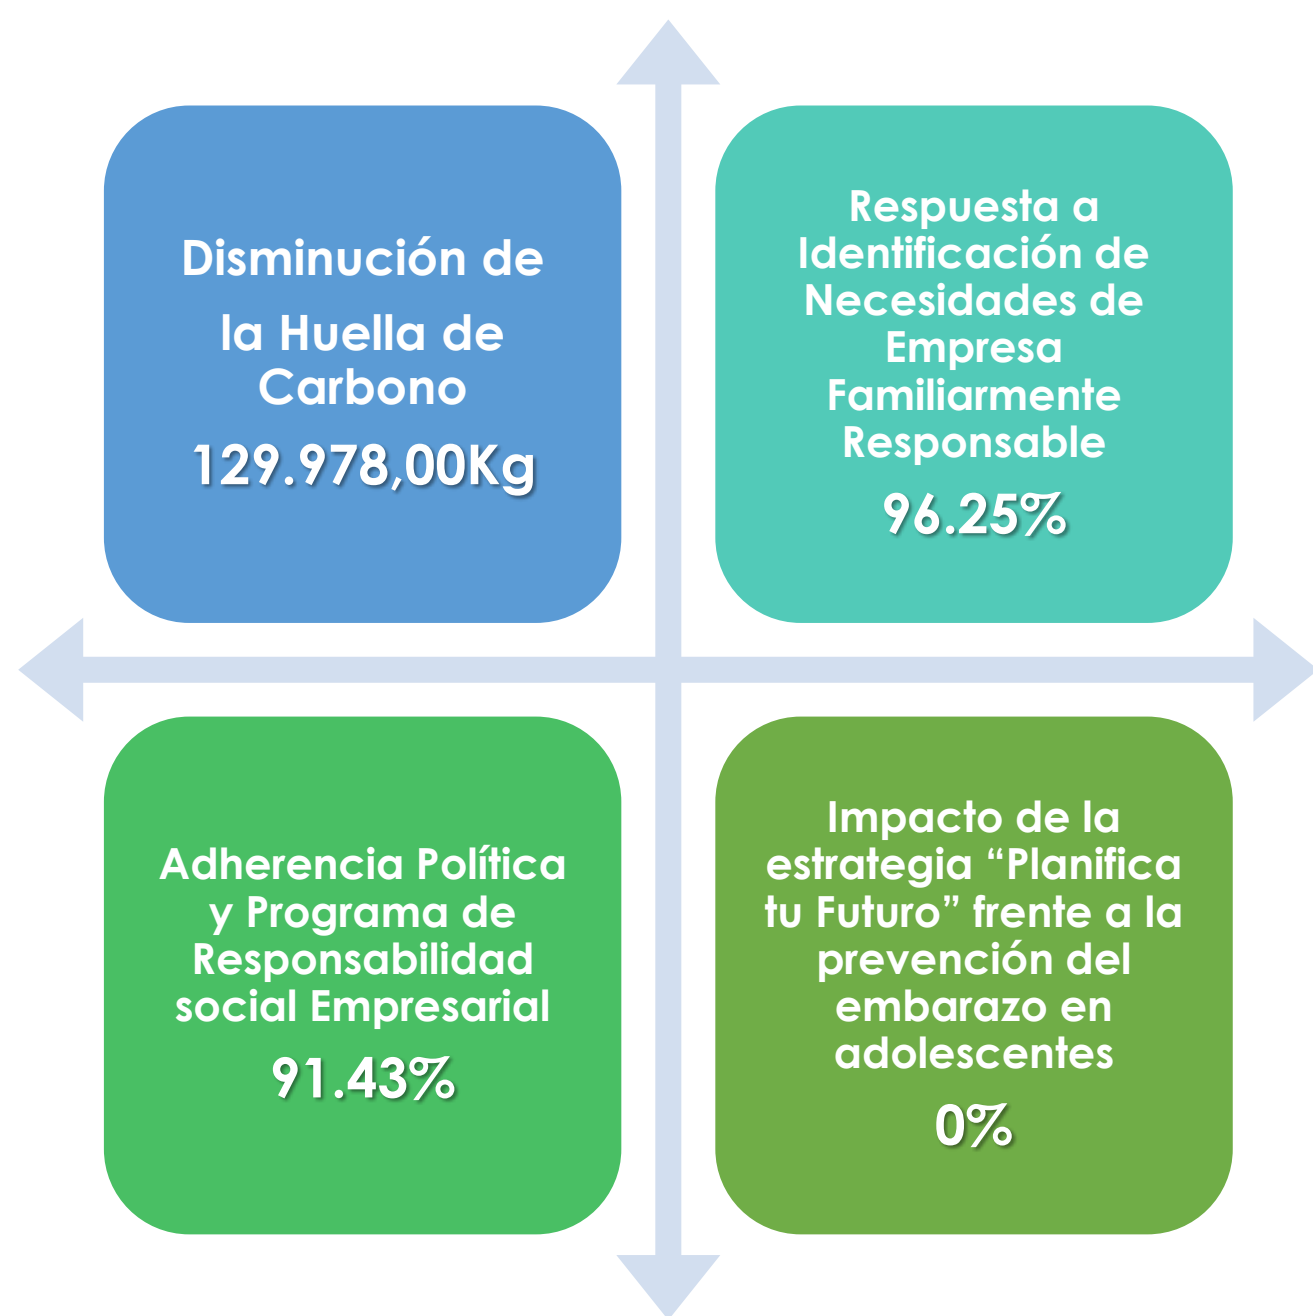 Disminución de
la Huella de
Carbono
129.978,00Kg
Respuesta a
Identificación de
Necesidades de
Empresa
Familiarmente
Responsable
96.25%
Adherencia Política
y Programa de
Responsabilidad
social Empresarial
91.43%
Impacto de la
estrategia “Planifica
tu Futuro” frente a la
prevención del
embarazo en
adolescentes
0%